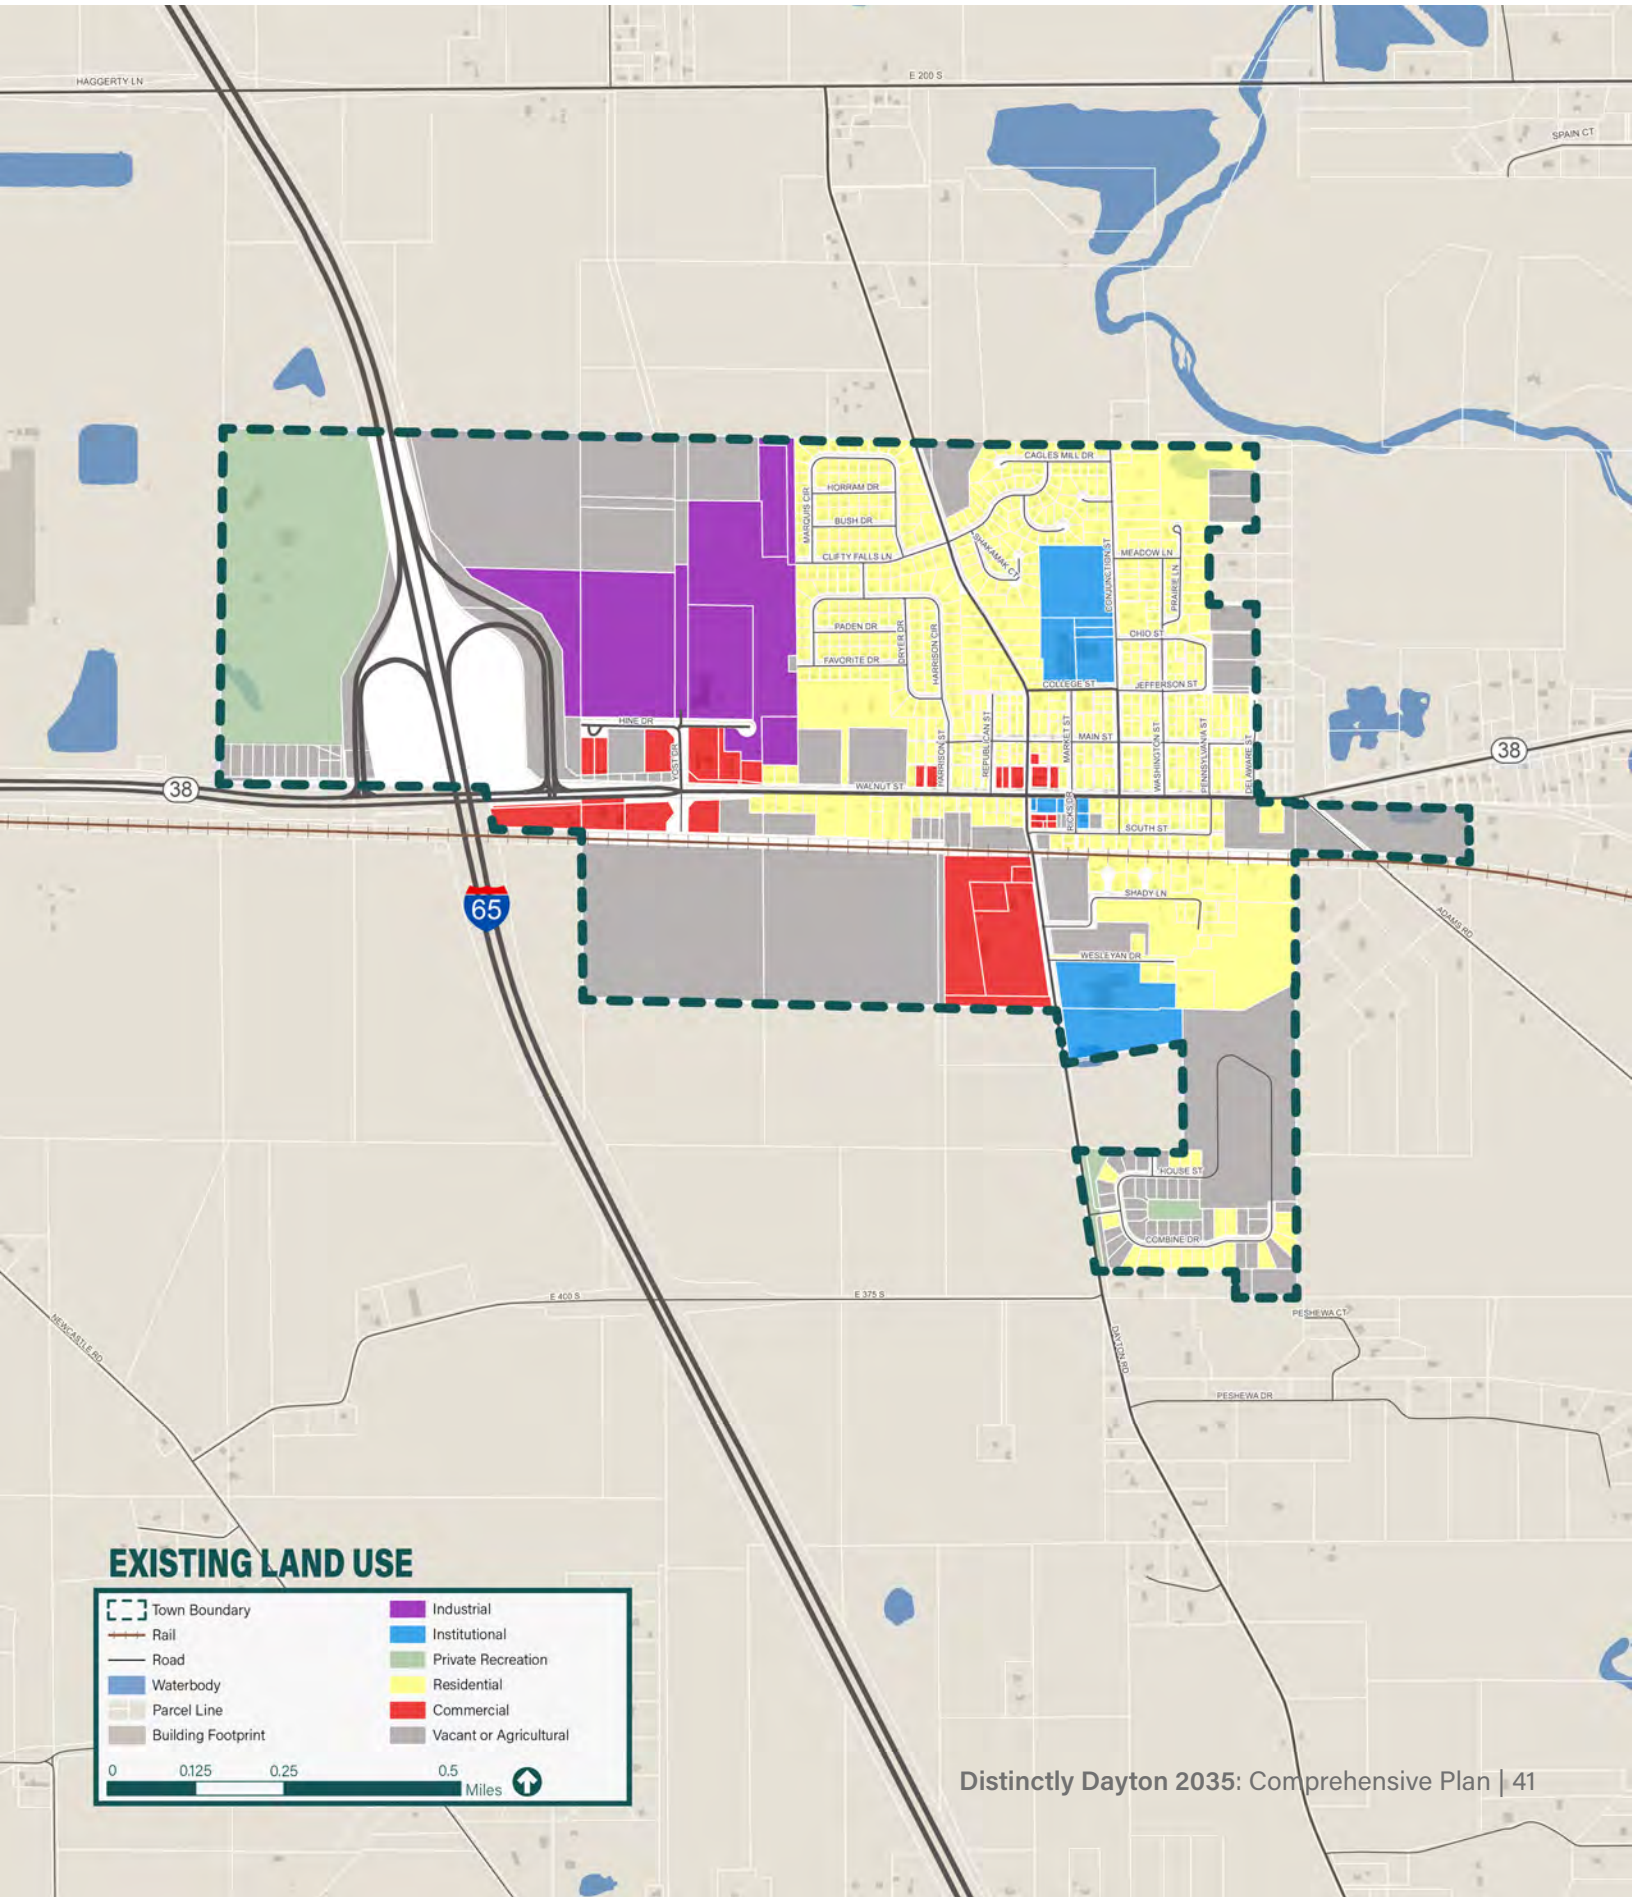 HAGGERTY LN
E 200 S
SPAIN CT
CAGLES MILL DR
HORRAM DR
MARQUIS CIR
BUSH DR
CLIFTY FALLS LN
SHAKAMAK CT
CONJUNCTION ST
MEADOW LN
PRAIRIE LN
PADEN DR
DRYER DR
HARRISON CIR
OHIO ST
FAVORITE DR
COLLEGE ST
JEFFERSON ST
HINE DR
YOST DR
HARRISON ST
REPUBLICAN ST
MARKET ST
MAIN ST
WASHINGTON ST
PENNSYLVANIA ST
DELAWARE ST
38
38
WALNUT ST
RICKS DR
SOUTH ST
65
SHADY LN
ADAMS RD
WESLEYAN DR
HOUSE ST
COMBINE DR
E 400 S
E 375 S
PESHEWA CT
NEWCASTLE RD
DAYTON RD
PESHEWA DR
EXISTING LAND USE
Town Boundary
Rail
Road
Waterbody
Parcel Line
Building Footprint
Industrial
Institutional
Private Recreation
Residential
Commercial
Vacant or Agricultural
0 0.125 0.25 0.5
Miles
Distinctly Dayton 2035: Comprehensive Plan | 41